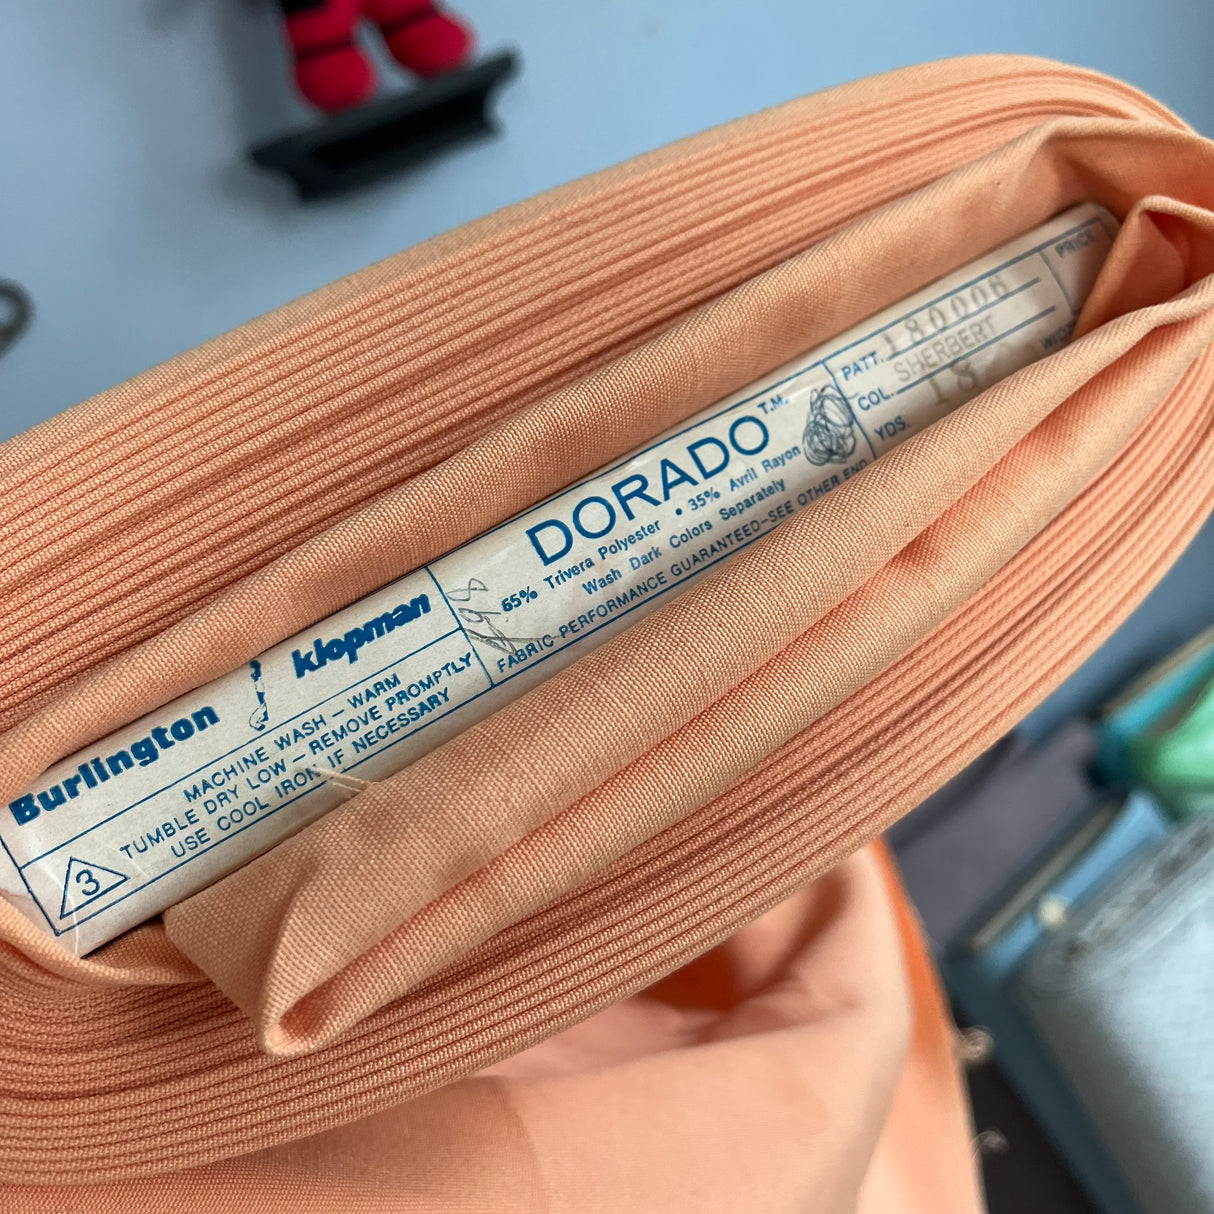 Burlington klopman
MACHINE WASH – WARM
TUMBLE DRY LOW – REMOVE PROMPTLY
USE COOL IRON IF NECESSARY
3
DORADO T.M.
65% Trivera Polyester • 35% Avril Rayon
Wash Dark Colors Separately
FABRIC PERFORMANCE GUARANTEED–SEE OTHER END
PATT. 180006
COL. SHERBERT
YDS. 18
PRICE